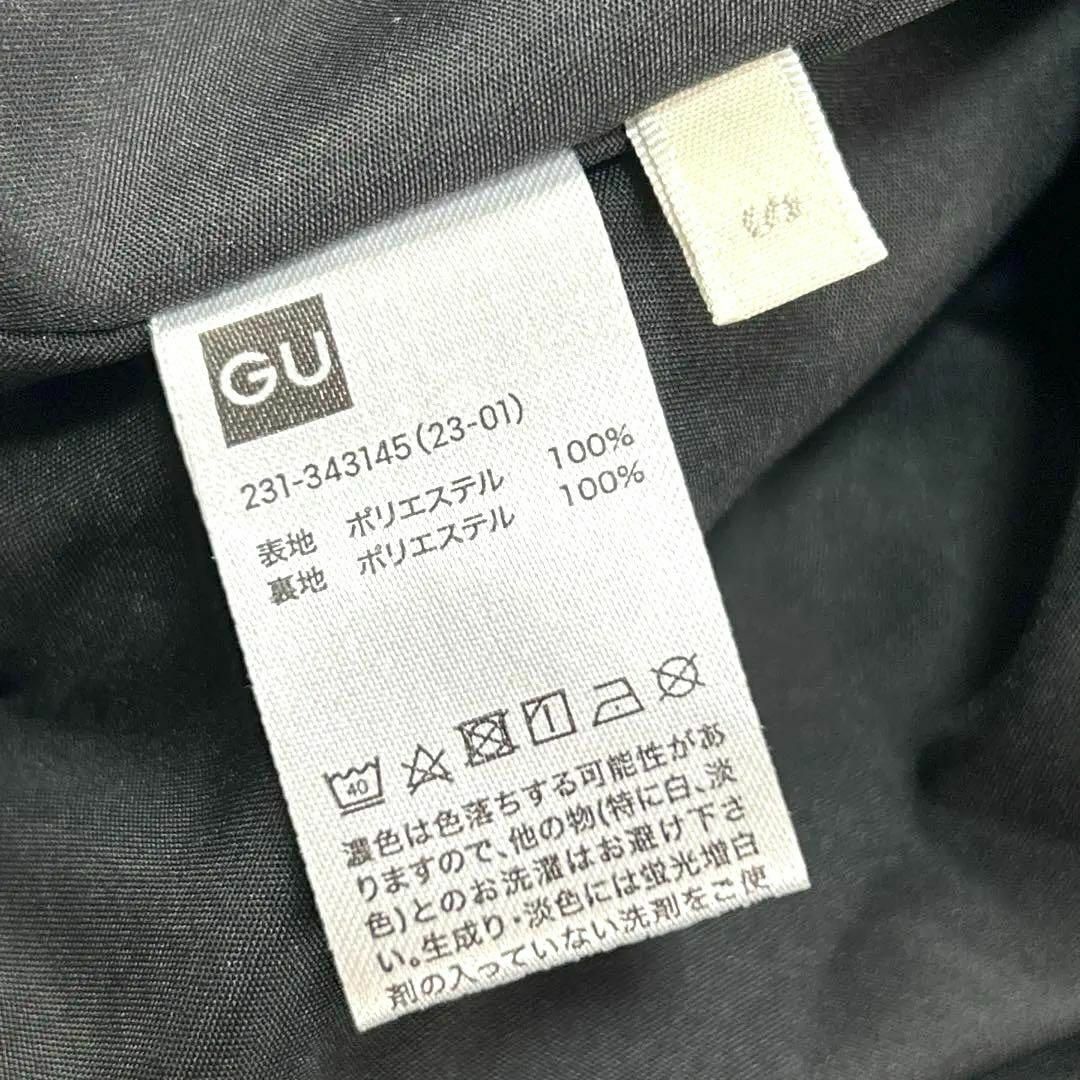 GU
231-343145(23-01)
表地 ポリエステル 100%
裏地 ポリエステル 100%
40
濃色は色落ちする可能性があ
りますので、他の物(特に白、淡
色)とのお洗濯はお避け下さ
い。生成り・淡色には蛍光増白
剤の入っていない洗剤をご使